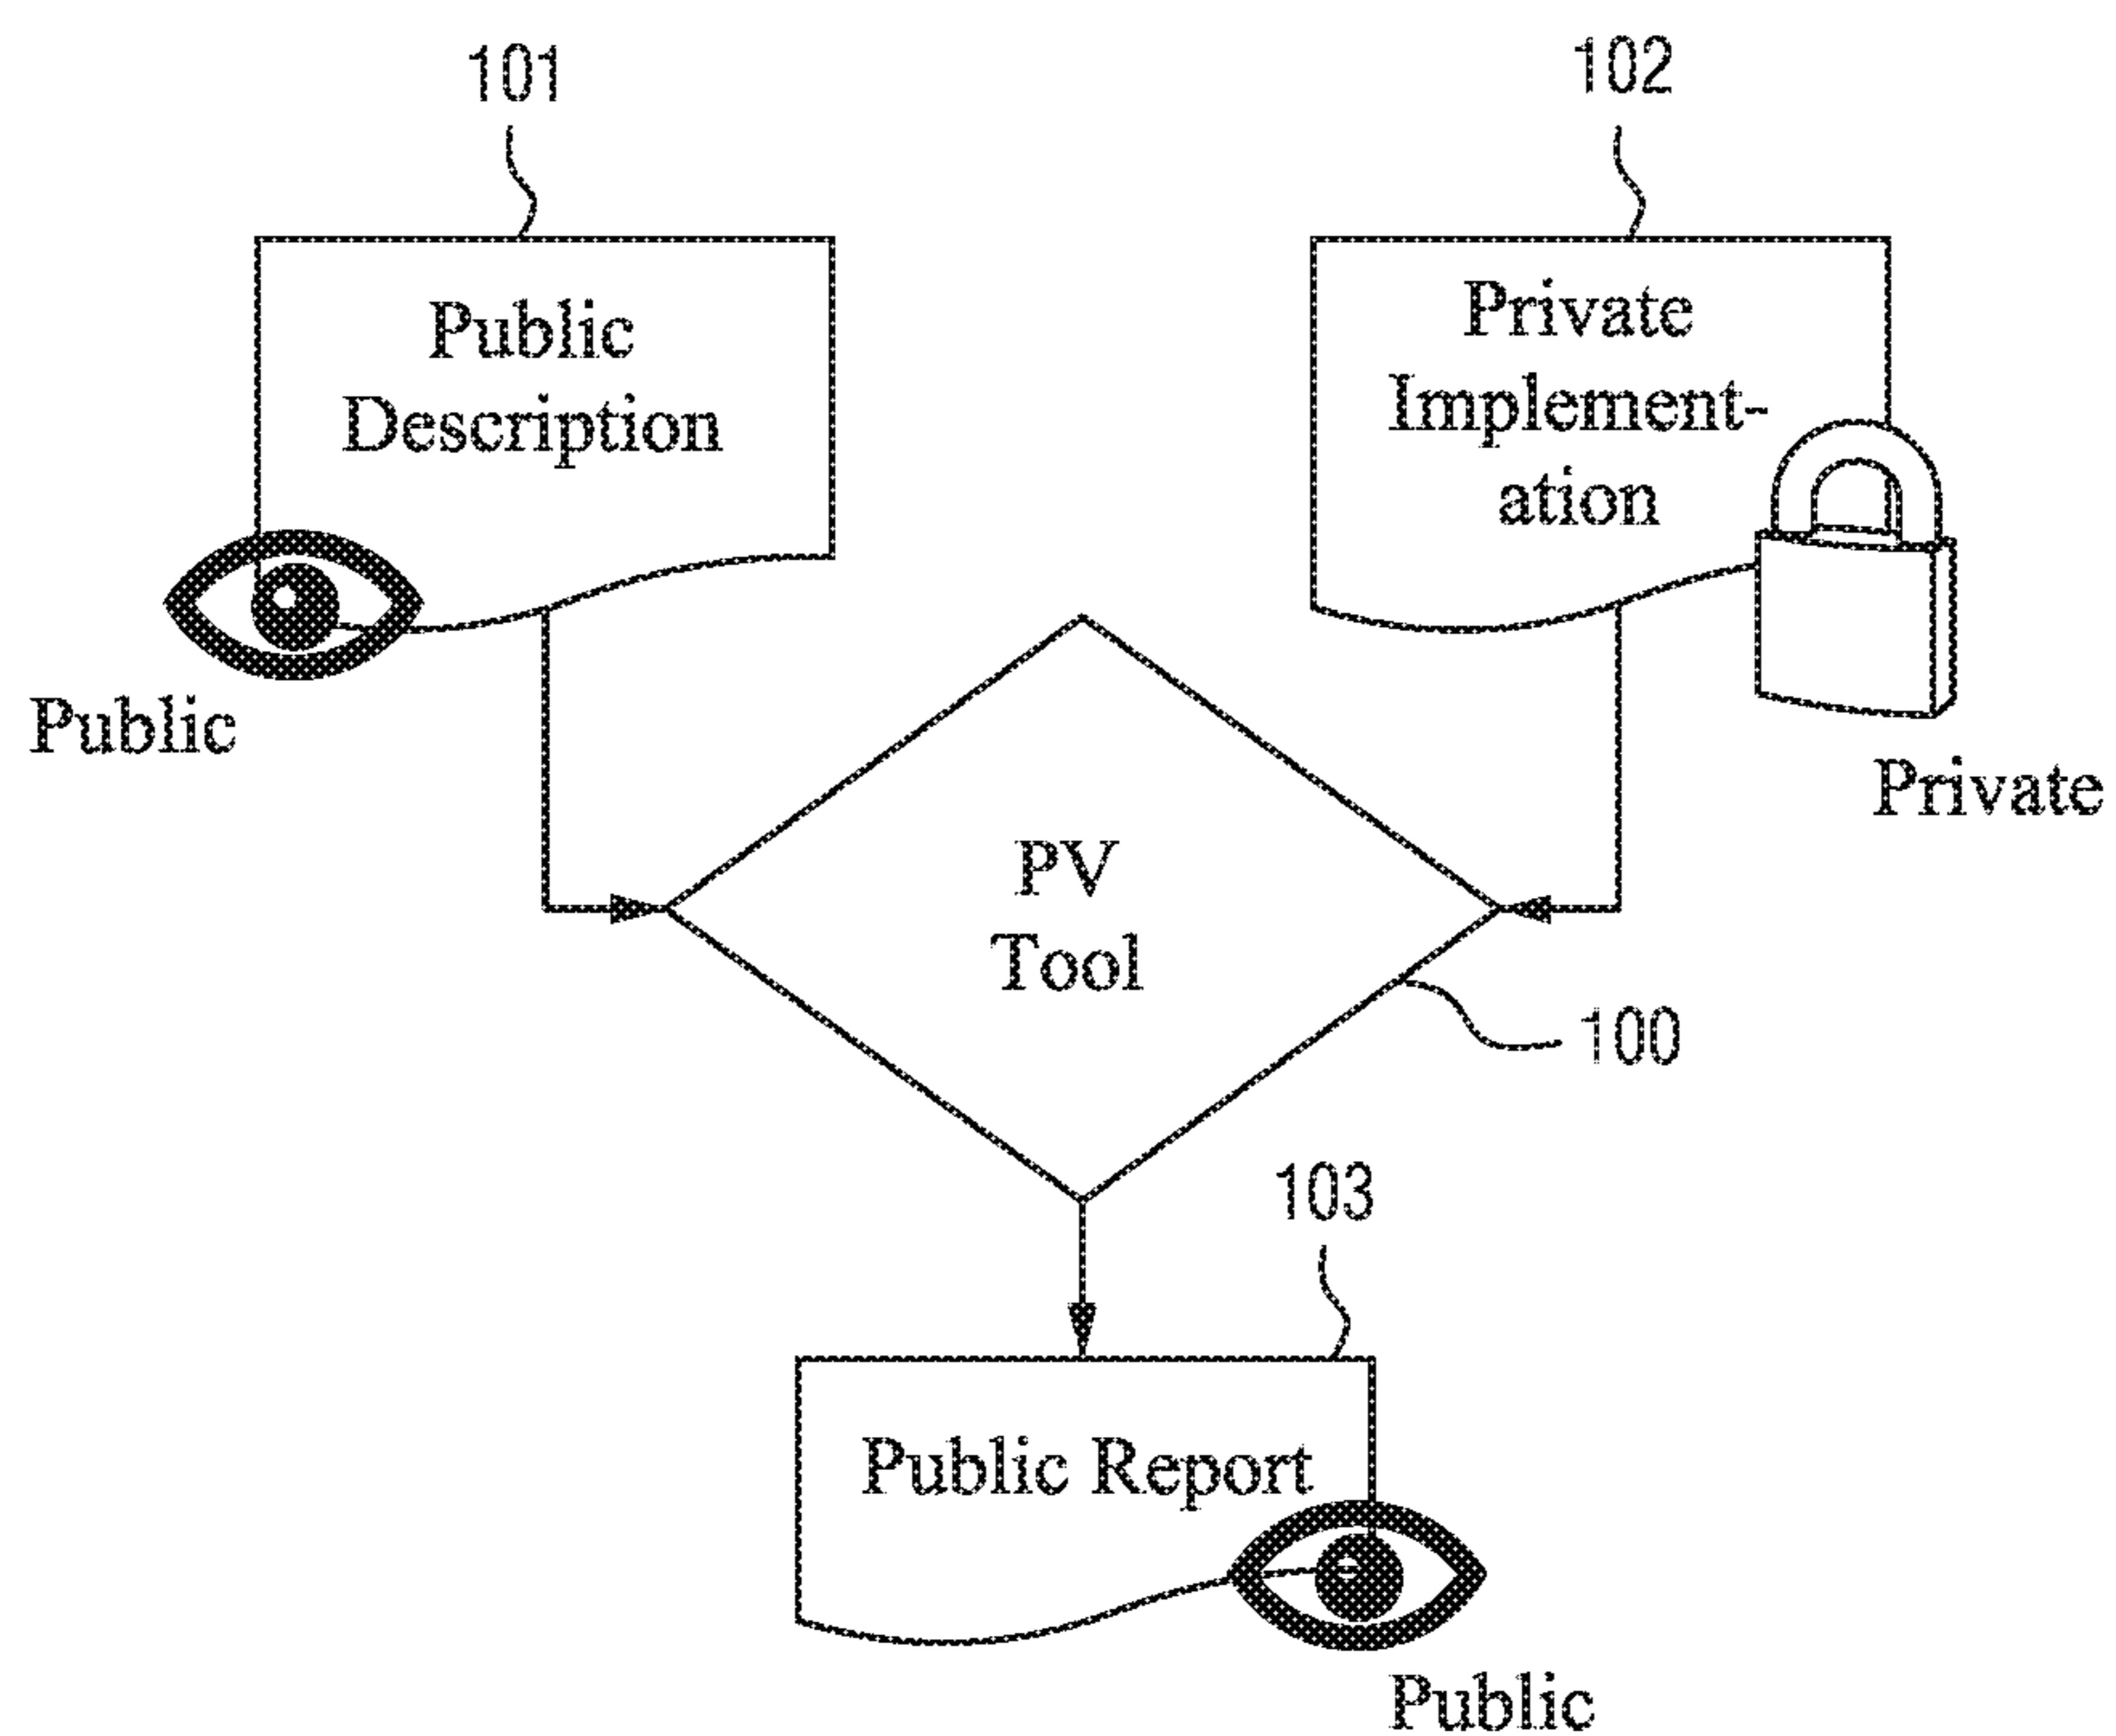 101
102
Public
Description
Private
Implement-
ation
Public
Private
PV
Tool
100
103
Public Report
Public